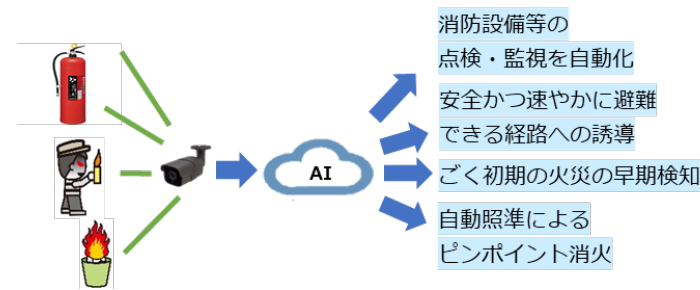 消防設備等の
点検・監視を自動化
安全かつ速やかに避難
できる経路への誘導
AI
ごく初期の火災の早期検知
自動照準による
ピンポイント消火